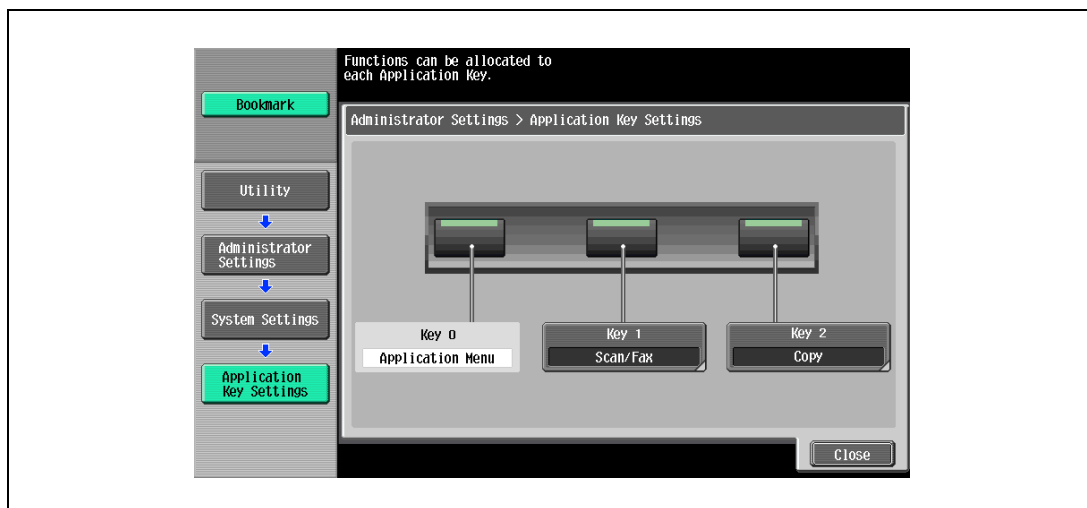 Functions can be allocated to
each Application Key.
Bookmark
Administrator Settings > Application Key Settings
Utility
Administrator
Settings
System Settings
Application
Key Settings
Key 0
Application Menu
Key 1
Scan/Fax
Key 2
Copy
Close